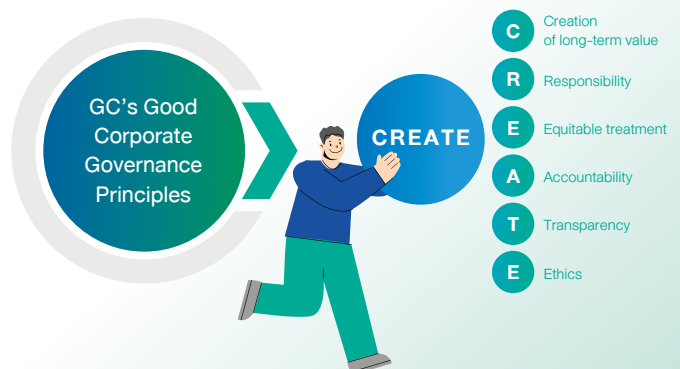 GC's Good
Corporate
Governance
Principles
CREATE
C
Creation
of long-term value
R
Responsibility
E
Equitable treatment
A
Accountability
T
Transparency
E
Ethics